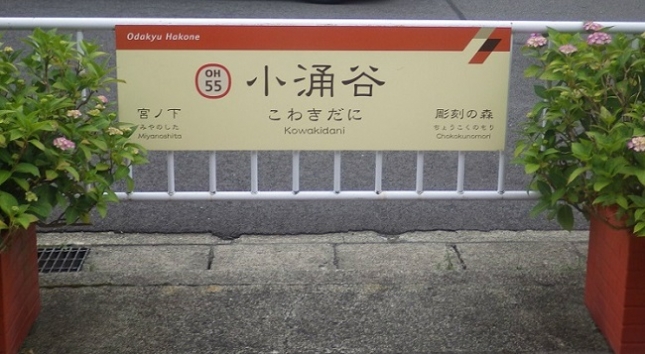 Odakyu Hakone
OH
55
小涌谷
こわきだに
Kowakidani
宮ノ下
みやのした
Miyanoshita
彫刻の森
ちょうこくのもり
Chokokunomori